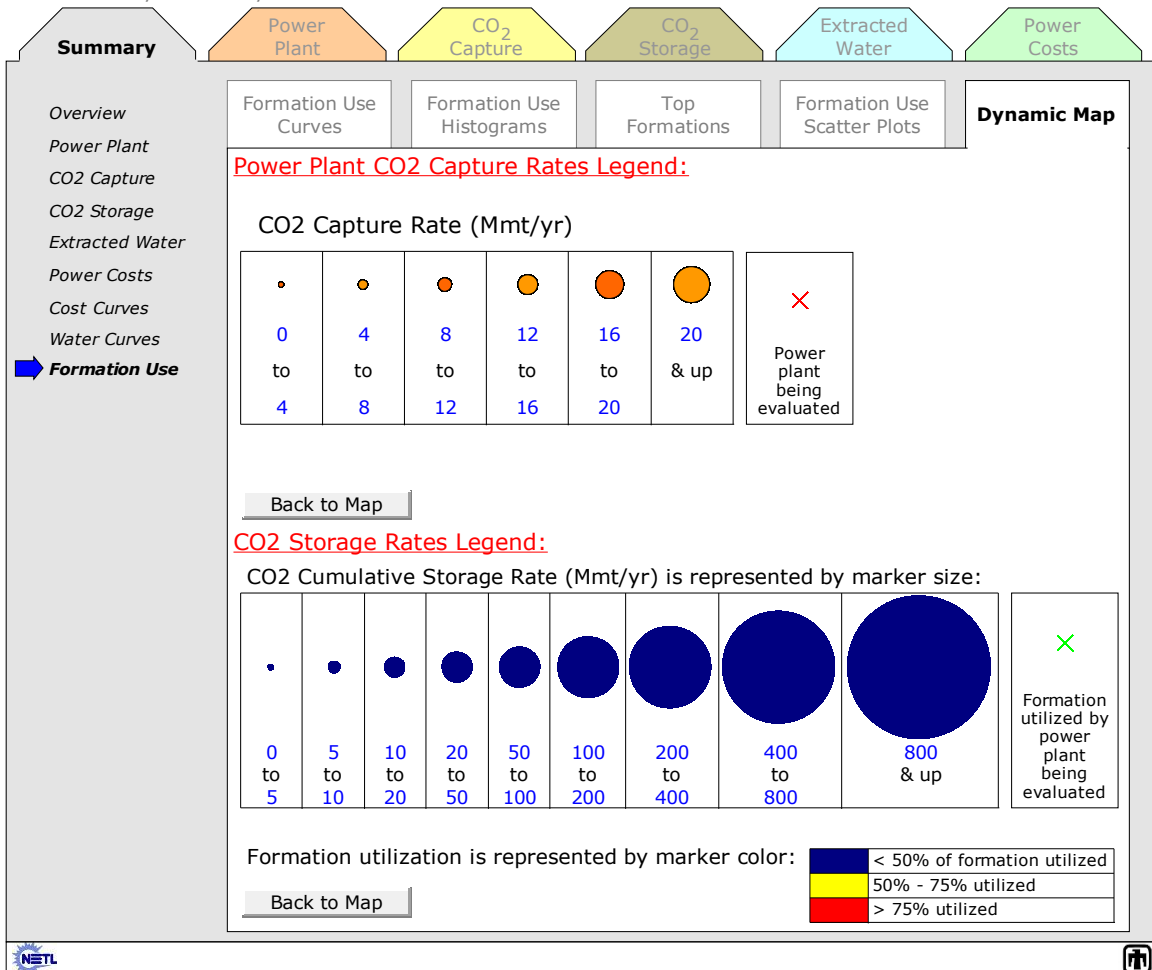 Summary
Power
Plant
CO2
Capture
CO2
Storage
Extracted
Water
Power
Costs
Overview
Power Plant
CO2 Capture
CO2 Storage
Extracted Water
Power Costs
Cost Curves
Water Curves
Formation Use
Formation Use
Curves
Formation Use
Histograms
Top
Formations
Formation Use
Scatter Plots
Dynamic Map
Power Plant CO2 Capture Rates Legend:
CO2 Capture Rate (Mmt/yr)
0 4 8 12 16 20
to to to to to & up
4 8 12 16 20
Power
plant
being
evaluated
Back to Map
CO2 Storage Rates Legend:
CO2 Cumulative Storage Rate (Mmt/yr) is represented by marker size:
0 5 10 20 50 100 200 400 800
to to to to to to to to & up
5 10 20 50 100 200 400 800
Formation
utilized by
power
plant
being
evaluated
Formation utilization is represented by marker color:
< 50% of formation utilized
50% - 75% utilized
> 75% utilized
Back to Map
NETL